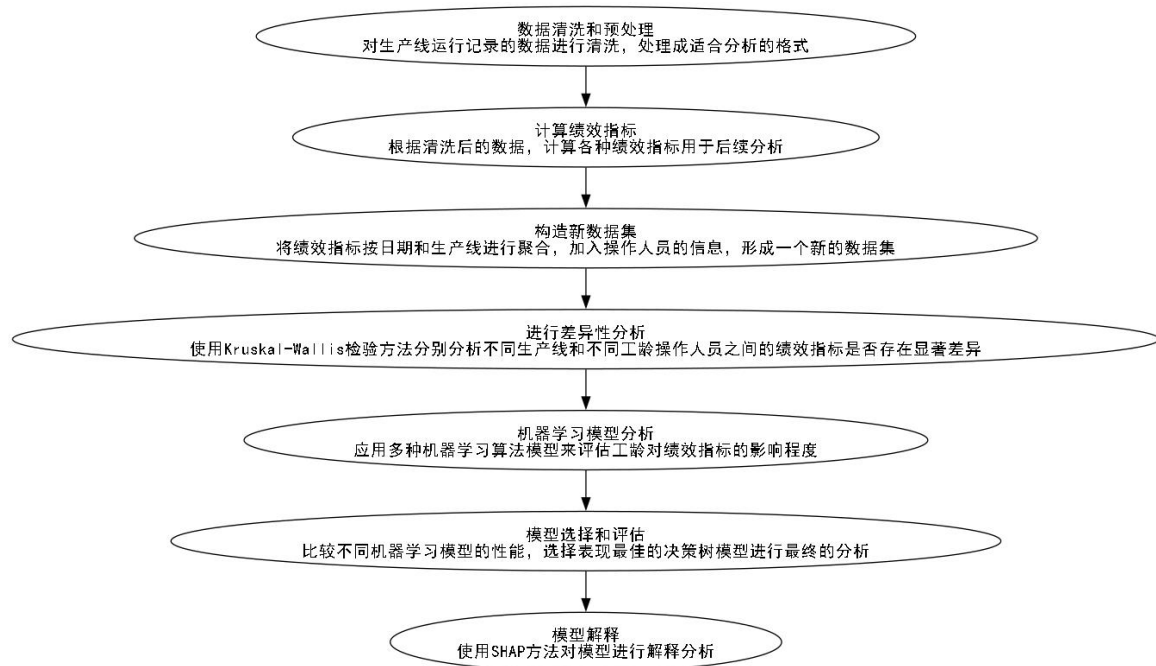 数据清洗和预处理
对生产线运行记录的数据进行清洗，处理成适合分析的格式
计算绩效指标
根据清洗后的数据，计算各种绩效指标用于后续分析
构造新数据集
将绩效指标按日期和生产线进行聚合，加入操作人员的信息，形成一个新的数据集
进行差异性分析
使用Kruskal-Wallis检验方法分别分析不同生产线和不同工龄操作人员之间的绩效指标是否存在显著差异
机器学习模型分析
应用多种机器学习算法模型来评估工龄对绩效指标的影响程度
模型选择和评估
比较不同机器学习模型的性能，选择表现最佳的决策树模型进行最终的分析
模型解释
使用SHAP方法对模型进行解释分析